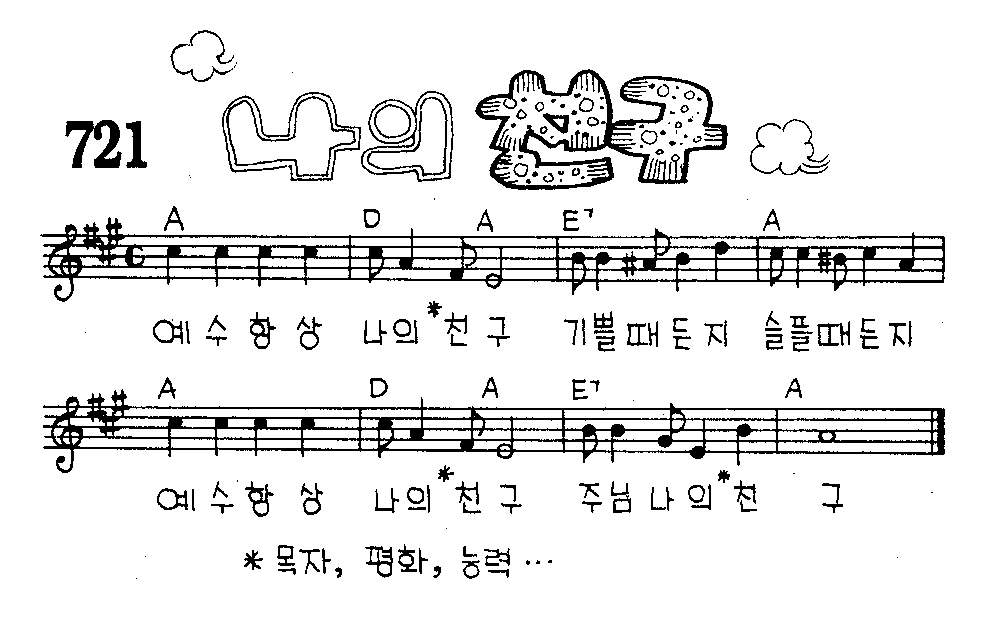 721
나의 친구
A D A E7 A
예수항상 나의 *친구 기쁠때든지 슬플때든지
A D A E7 A
예수항상 나의 *친구 주님나의 *친 구
* 목자, 평화, 능력 ···